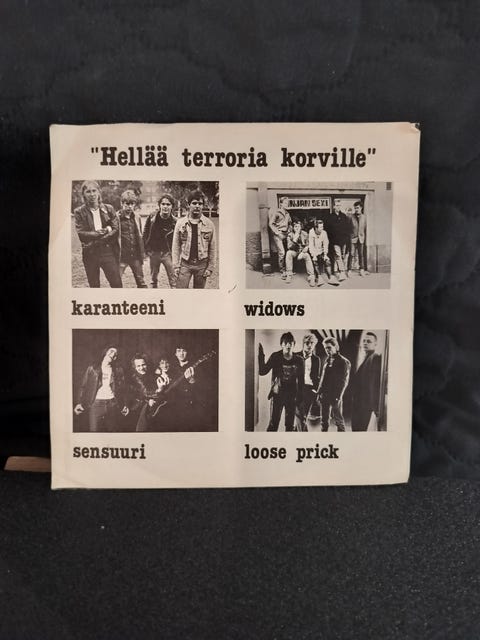 "Hellää terroria korville"
karanteeni
widows
sensuuri
loose prick